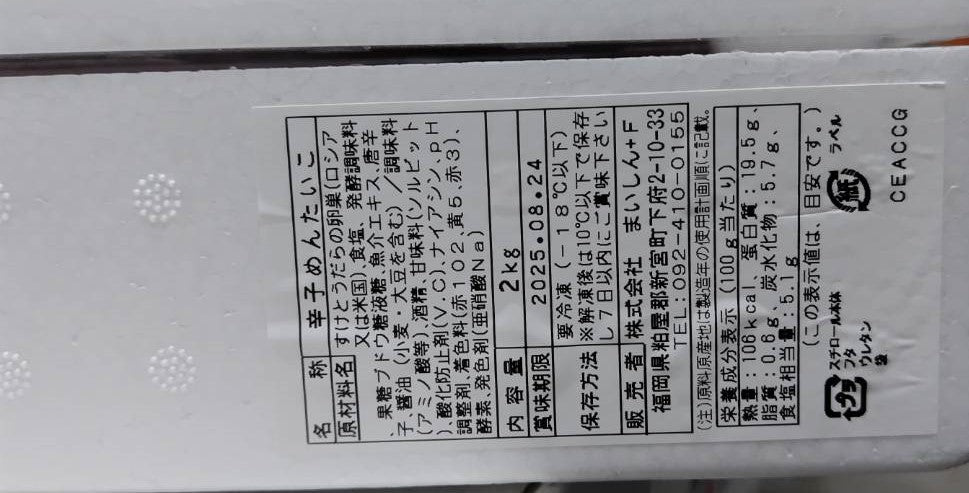 名称 辛子めんたいこ
原材料名 すけとうだらの卵巣(ロシア
又は米国)、食塩、発酵調味料
、果糖ブドウ糖液糖、魚介エキス、唐辛
子、醤油(小麦・大豆を含む)/調味料
(アミノ酸等)、酒精、甘味料(ソルビット
)、酸化防止剤(V.C)、ナイアシン、pH
調整剤、着色料(赤102、黄5、赤3)、
酵素、発色剤(亜硝酸Na)
内容量 2kg
賞味期限 2025.08.24
保存方法 要冷凍(-18℃以下)
※解凍後は10℃以下で保存
し7日以内にご賞味下さい
販売者 株式会社 まいしん+F
福岡県粕屋郡新宮町下府2-10-33
TEL:092-410-0155
(注)原料原産地は製造年の使用計画順に記載。
栄養成分表示(100g当たり)
熱量:106kcal、蛋白質:19.5g、
脂質:0.6g、炭水化物:5.7g、
食塩相当量:5.1g
(この表示値は、目安です。)
プラ
スチロール本体
フタ
ウレタン
袋
紙
ラベル
CEACCG